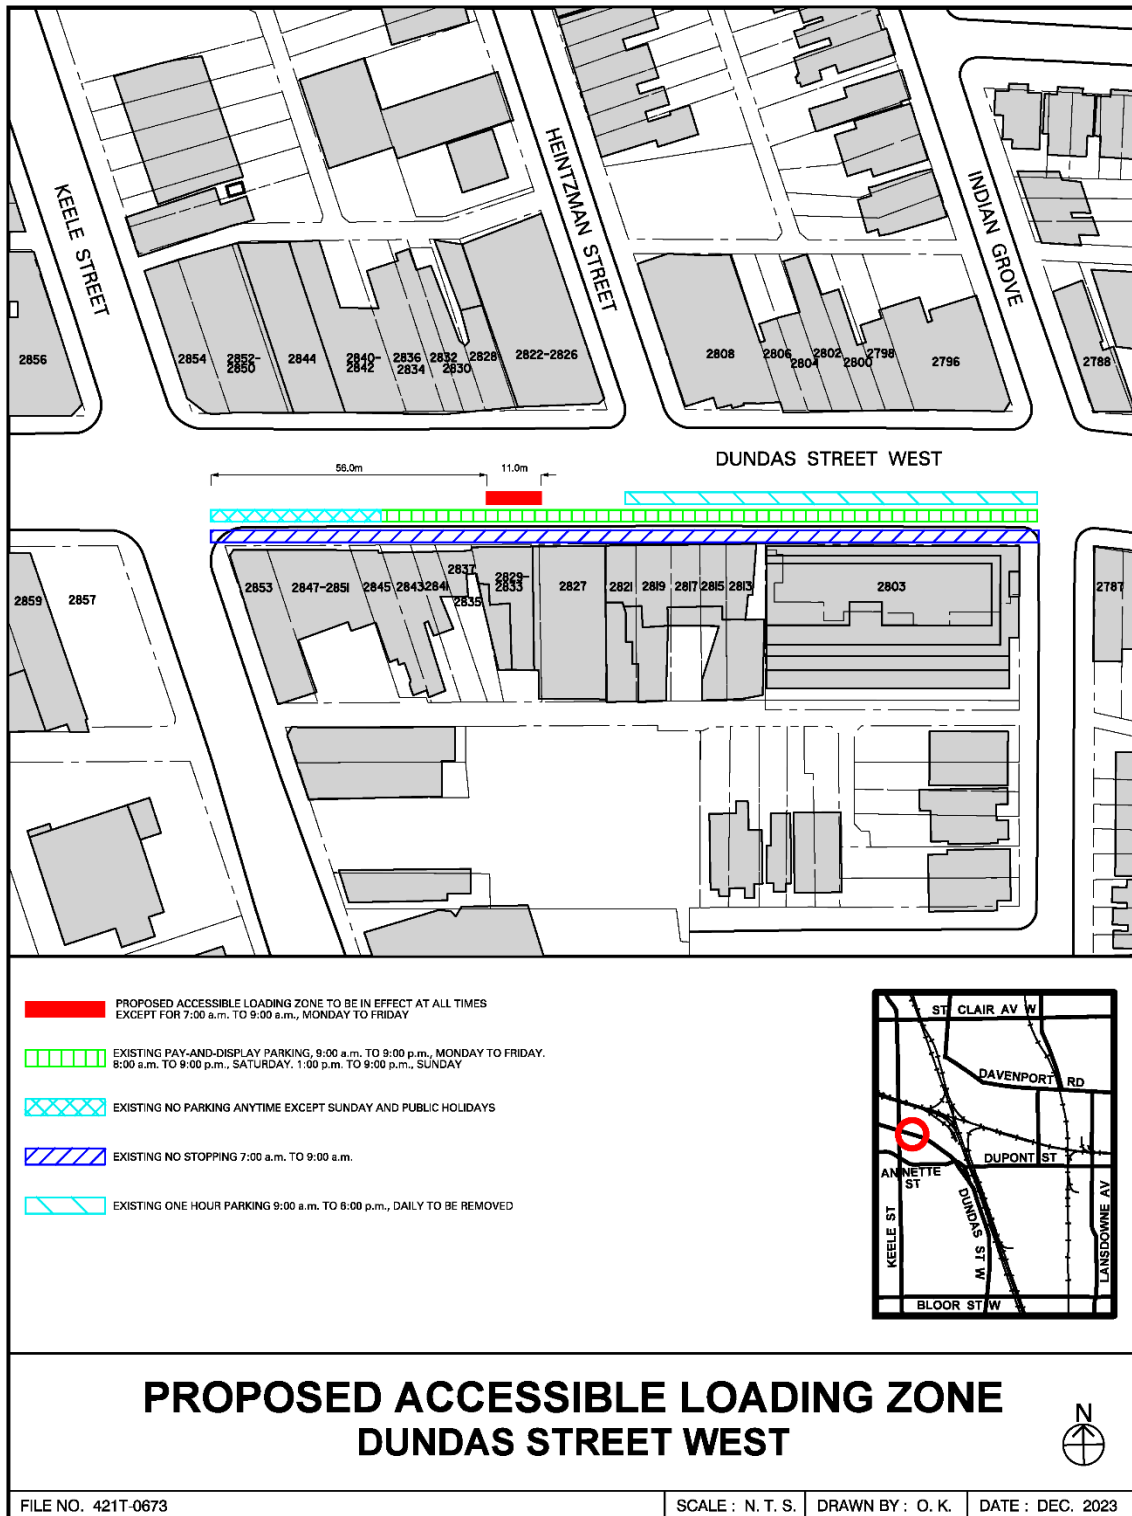 KEELE STREET
HEINTZMAN STREET
INDIAN GROVE
2856
2854
2852-
2850
2844
2840-
2842
2836
2834
2832
2830
2828
2822-2826
2808
2806
2804
2802
2800
2798
2796
2788
DUNDAS STREET WEST
56.0m
11.0m
2859
2857
2853
2847-2851
2845
2843
2841
2837
2835
2829-
2833
2827
2821
2819
2817
2815
2813
2803
2787
PROPOSED ACCESSIBLE LOADING ZONE TO BE IN EFFECT AT ALL TIMES
EXCEPT FOR 7:00 a.m. TO 9:00 a.m., MONDAY TO FRIDAY
EXISTING PAY-AND-DISPLAY PARKING, 9:00 a.m. TO 9:00 p.m., MONDAY TO FRIDAY.
8:00 a.m. TO 9:00 p.m., SATURDAY. 1:00 p.m. TO 9:00 p.m., SUNDAY
EXISTING NO PARKING ANYTIME EXCEPT SUNDAY AND PUBLIC HOLIDAYS
EXISTING NO STOPPING 7:00 a.m. TO 9:00 a.m.
EXISTING ONE HOUR PARKING 9:00 a.m. TO 6:00 p.m., DAILY TO BE REMOVED
ST CLAIR AV W
DAVENPORT RD
DUPONT ST
ANNETTE
ST
KEELE ST
DUNDAS ST W
LANSDOWNE AV
BLOOR ST W
PROPOSED ACCESSIBLE LOADING ZONE
DUNDAS STREET WEST
N
FILE NO. 421T-0673
SCALE : N. T. S.
DRAWN BY : O. K.
DATE : DEC. 2023